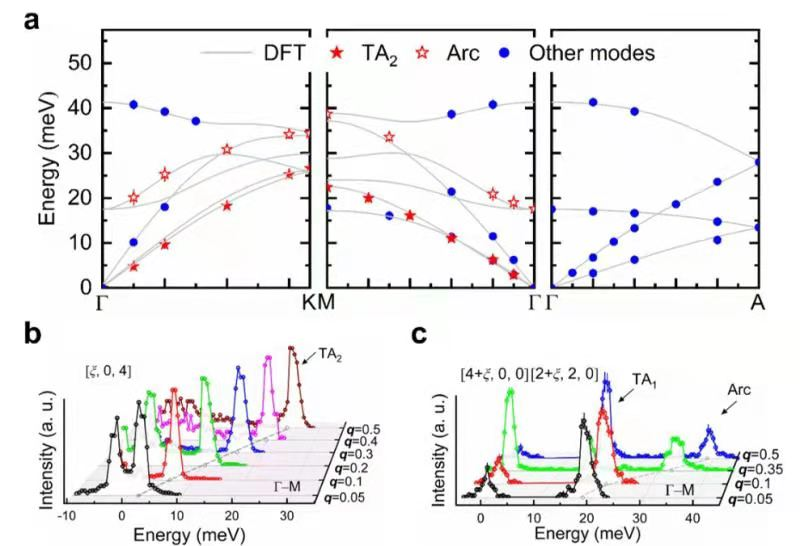 a
DFT ★ TA₂ ☆ Arc ● Other modes
50
40
30
20
10
0
Energy (meV)
Γ KM Γ Γ A
b
[ξ, 0, 4]
TA₂
Intensity (a. u.)
q=0.5
q=0.4
q=0.3
q=0.2
q=0.1
q=0.05
Γ–M
-10 0 10 20 30
Energy (meV)
c
[4+ξ, 0, 0][2+ξ, 2, 0]
TA₁
Arc
Intensity (a. u.)
q=0.5
q=0.35
q=0.1
q=0.05
Γ–M
0 10 20 30 40
Energy (meV)